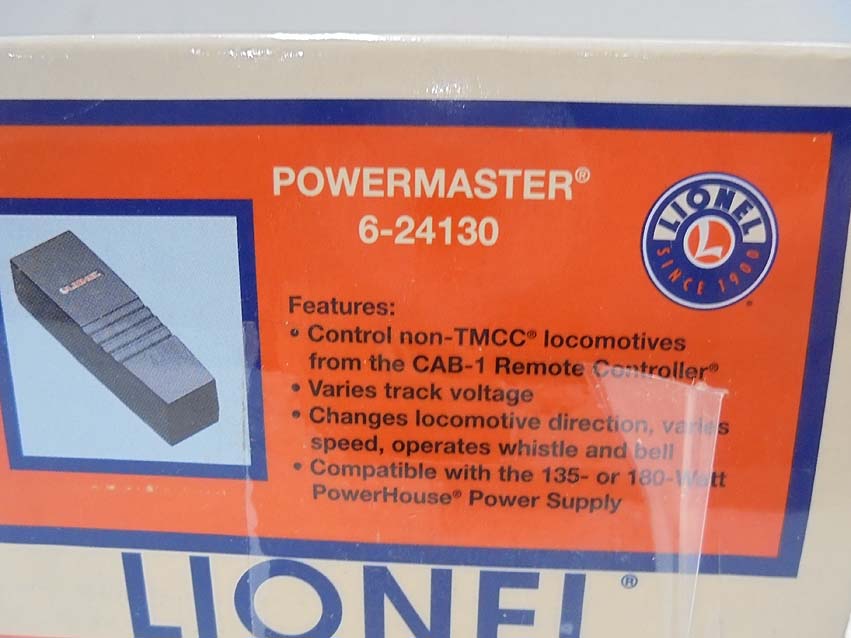 POWERMASTER®
6-24130
LIONEL
L
SINCE 1900
LIONEL
Features:
• Control non-TMCC® locomotives
from the CAB-1 Remote Controller®
• Varies track voltage
• Changes locomotive direction, varies
speed, operates whistle and bell
• Compatible with the 135- or 180-Watt
PowerHouse® Power Supply
LIONEL®